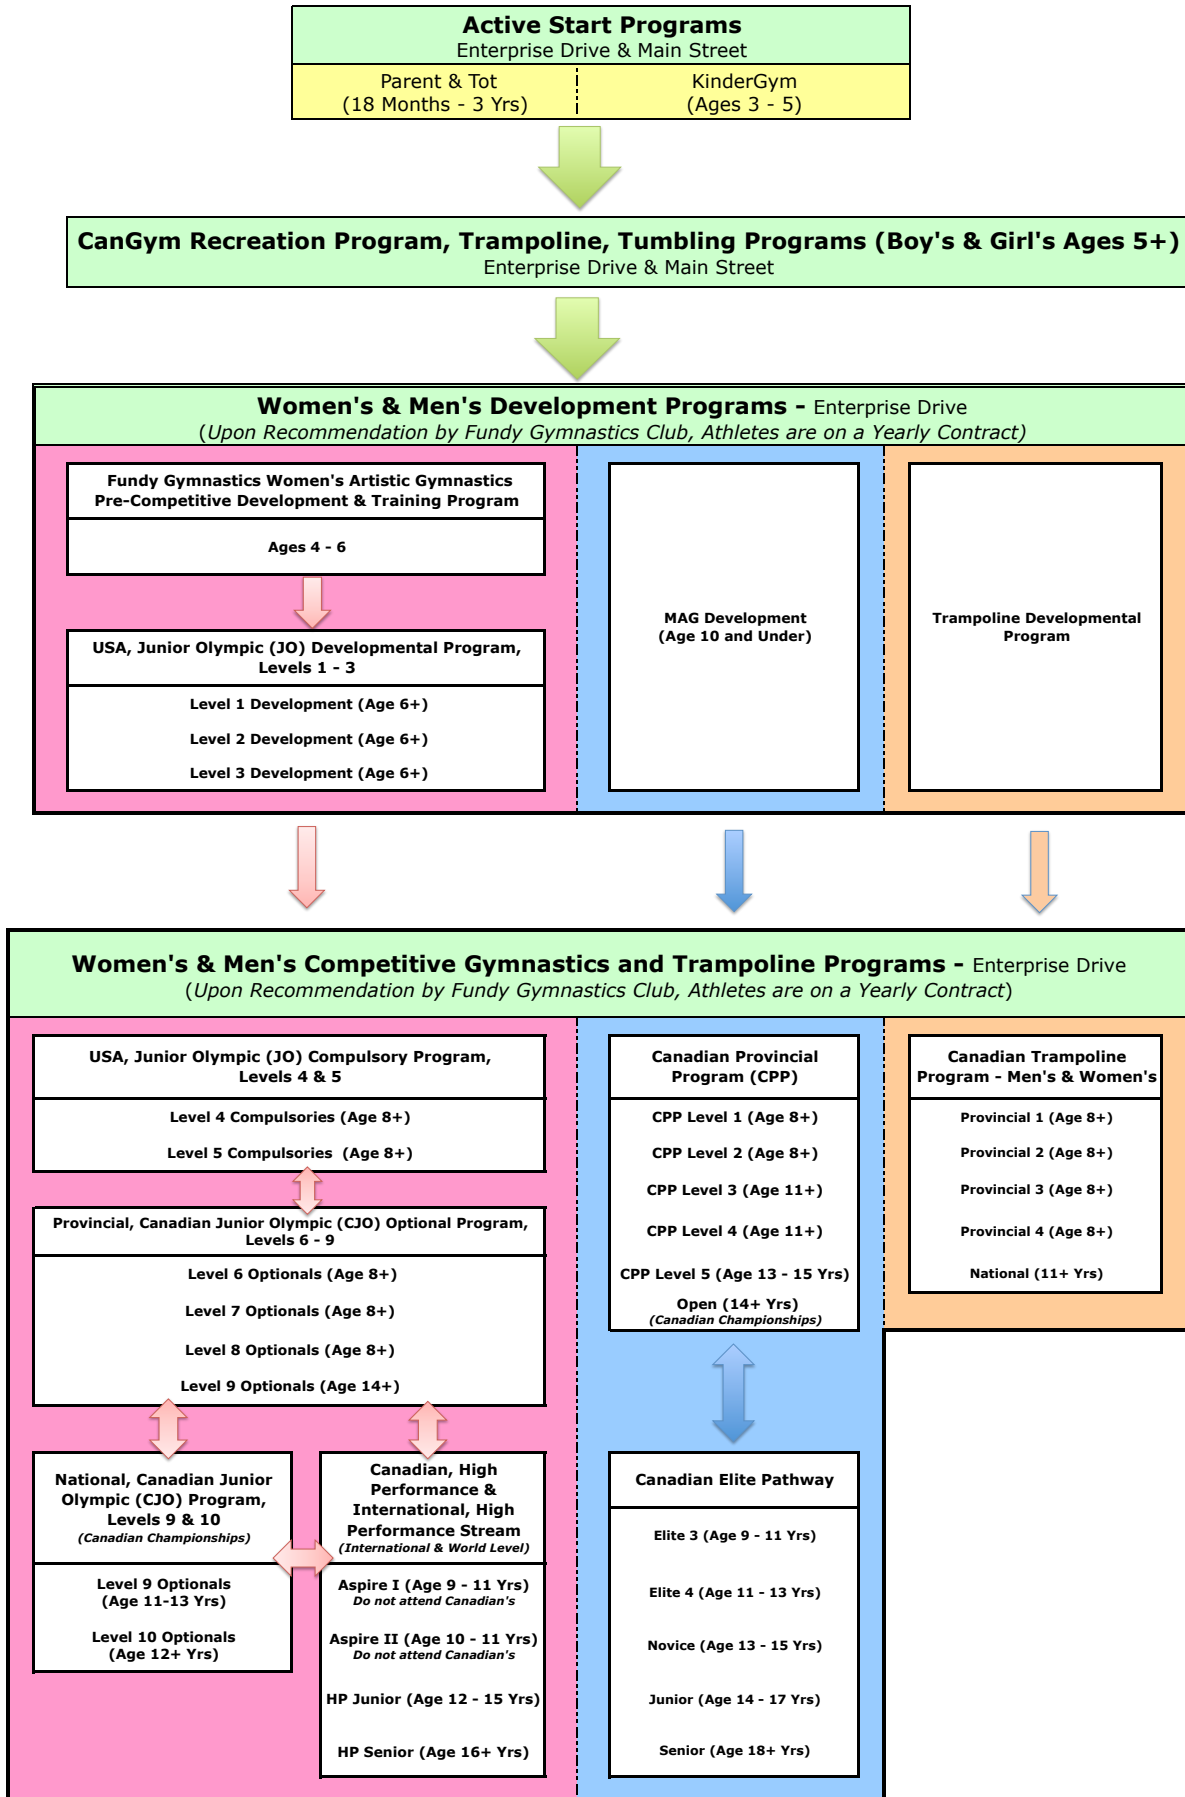 Active Start Programs
Enterprise Drive & Main Street
Parent & Tot
(18 Months - 3 Yrs)
KinderGym
(Ages 3 - 5)
CanGym Recreation Program, Trampoline, Tumbling Programs (Boy's & Girl's Ages 5+)
Enterprise Drive & Main Street
Women's & Men's Development Programs - Enterprise Drive
(Upon Recommendation by Fundy Gymnastics Club, Athletes are on a Yearly Contract)
Fundy Gymnastics Women's Artistic Gymnastics
Pre-Competitive Development & Training Program
Ages 4 - 6
USA, Junior Olympic (JO) Developmental Program,
Levels 1 - 3
Level 1 Development (Age 6+)
Level 2 Development (Age 6+)
Level 3 Development (Age 6+)
MAG Development
(Age 10 and Under)
Trampoline Developmental
Program
Women's & Men's Competitive Gymnastics and Trampoline Programs - Enterprise Drive
(Upon Recommendation by Fundy Gymnastics Club, Athletes are on a Yearly Contract)
USA, Junior Olympic (JO) Compulsory Program,
Levels 4 & 5
Level 4 Compulsories (Age 8+)
Level 5 Compulsories (Age 8+)
Provincial, Canadian Junior Olympic (CJO) Optional Program,
Levels 6 - 9
Level 6 Optionals (Age 8+)
Level 7 Optionals (Age 8+)
Level 8 Optionals (Age 8+)
Level 9 Optionals (Age 14+)
National, Canadian Junior
Olympic (CJO) Program,
Levels 9 & 10
(Canadian Championships)
Level 9 Optionals
(Age 11-13 Yrs)
Level 10 Optionals
(Age 12+ Yrs)
Canadian, High
Performance &
International, High
Performance Stream
(International & World Level)
Aspire I (Age 9 - 11 Yrs)
Do not attend Canadian's
Aspire II (Age 10 - 11 Yrs)
Do not attend Canadian's
HP Junior (Age 12 - 15 Yrs)
HP Senior (Age 16+ Yrs)
Canadian Provincial
Program (CPP)
CPP Level 1 (Age 8+)
CPP Level 2 (Age 8+)
CPP Level 3 (Age 11+)
CPP Level 4 (Age 11+)
CPP Level 5 (Age 13 - 15 Yrs)
Open (14+ Yrs)
(Canadian Championships)
Canadian Elite Pathway
Elite 3 (Age 9 - 11 Yrs)
Elite 4 (Age 11 - 13 Yrs)
Novice (Age 13 - 15 Yrs)
Junior (Age 14 - 17 Yrs)
Senior (Age 18+ Yrs)
Canadian Trampoline
Program - Men's & Women's
Provincial 1 (Age 8+)
Provincial 2 (Age 8+)
Provincial 3 (Age 8+)
Provincial 4 (Age 8+)
National (11+ Yrs)